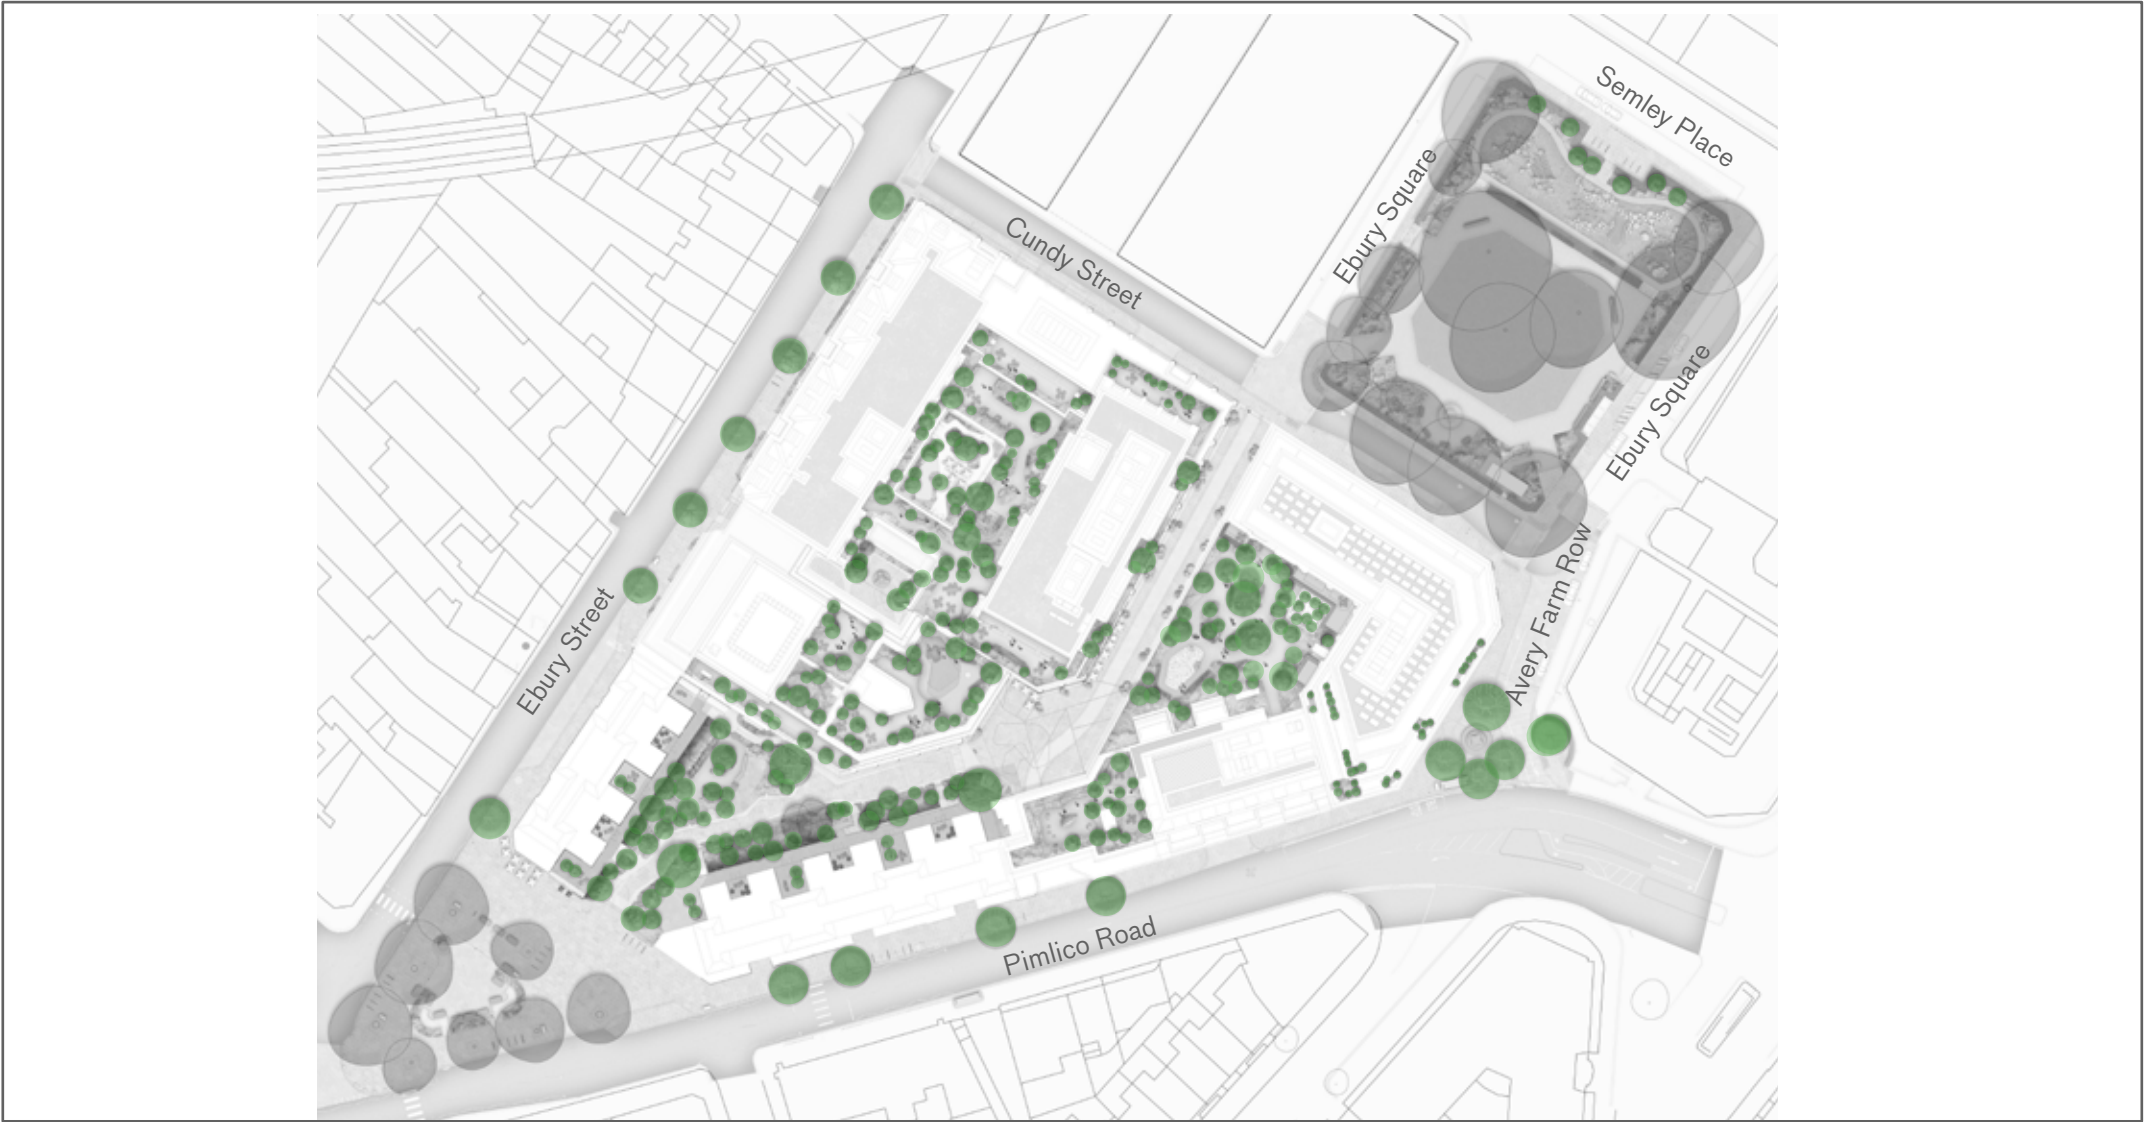 Semley Place
Ebury Square
Cundy Street
Ebury Square
Avery Farm Row
Ebury Street
Pimlico Road